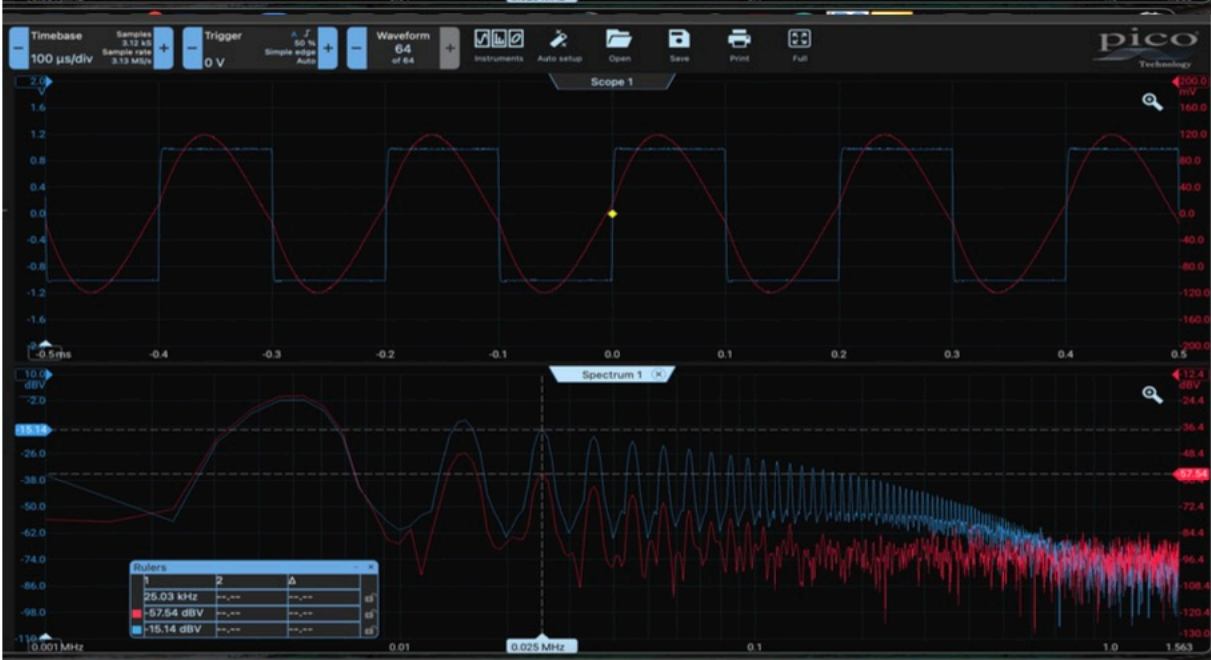 Timebase
Samples
3.12 kS
Sample rate
3.13 MS/s
100 µs/div
Trigger
50 %
Simple edge
Auto
0 V
Waveform
64
of 64
Instruments
Auto setup
Open
Save
Print
Full
pico
Technology
Scope 1
2.0
V
1.6
1.2
0.8
0.4
0.0
-0.4
-0.8
-1.2
-1.6
200.0
mV
160.0
120.0
80.0
40.0
0.0
-40.0
-80.0
-120.0
-160.0
-200.0
-0.5 ms
-0.4
-0.3
-0.2
-0.1
0.0
0.1
0.2
0.3
0.4
0.5
Spectrum 1
10.0
dBV
-2.0
-15.14
-26.0
-38.0
-50.0
-62.0
-74.0
-86.0
-98.0
dBV
-24.4
-36.4
-48.4
-57.54
-72.4
-84.4
-96.4
-108.4
-120.4
-130.0
Rulers
1
2
Δ
25.03 kHz
--.--
--.--
-57.54 dBV
--.--
--.--
-15.14 dBV
--.--
--.--
0.001 MHz
0.01
0.025 MHz
0.1
1.0
1.563